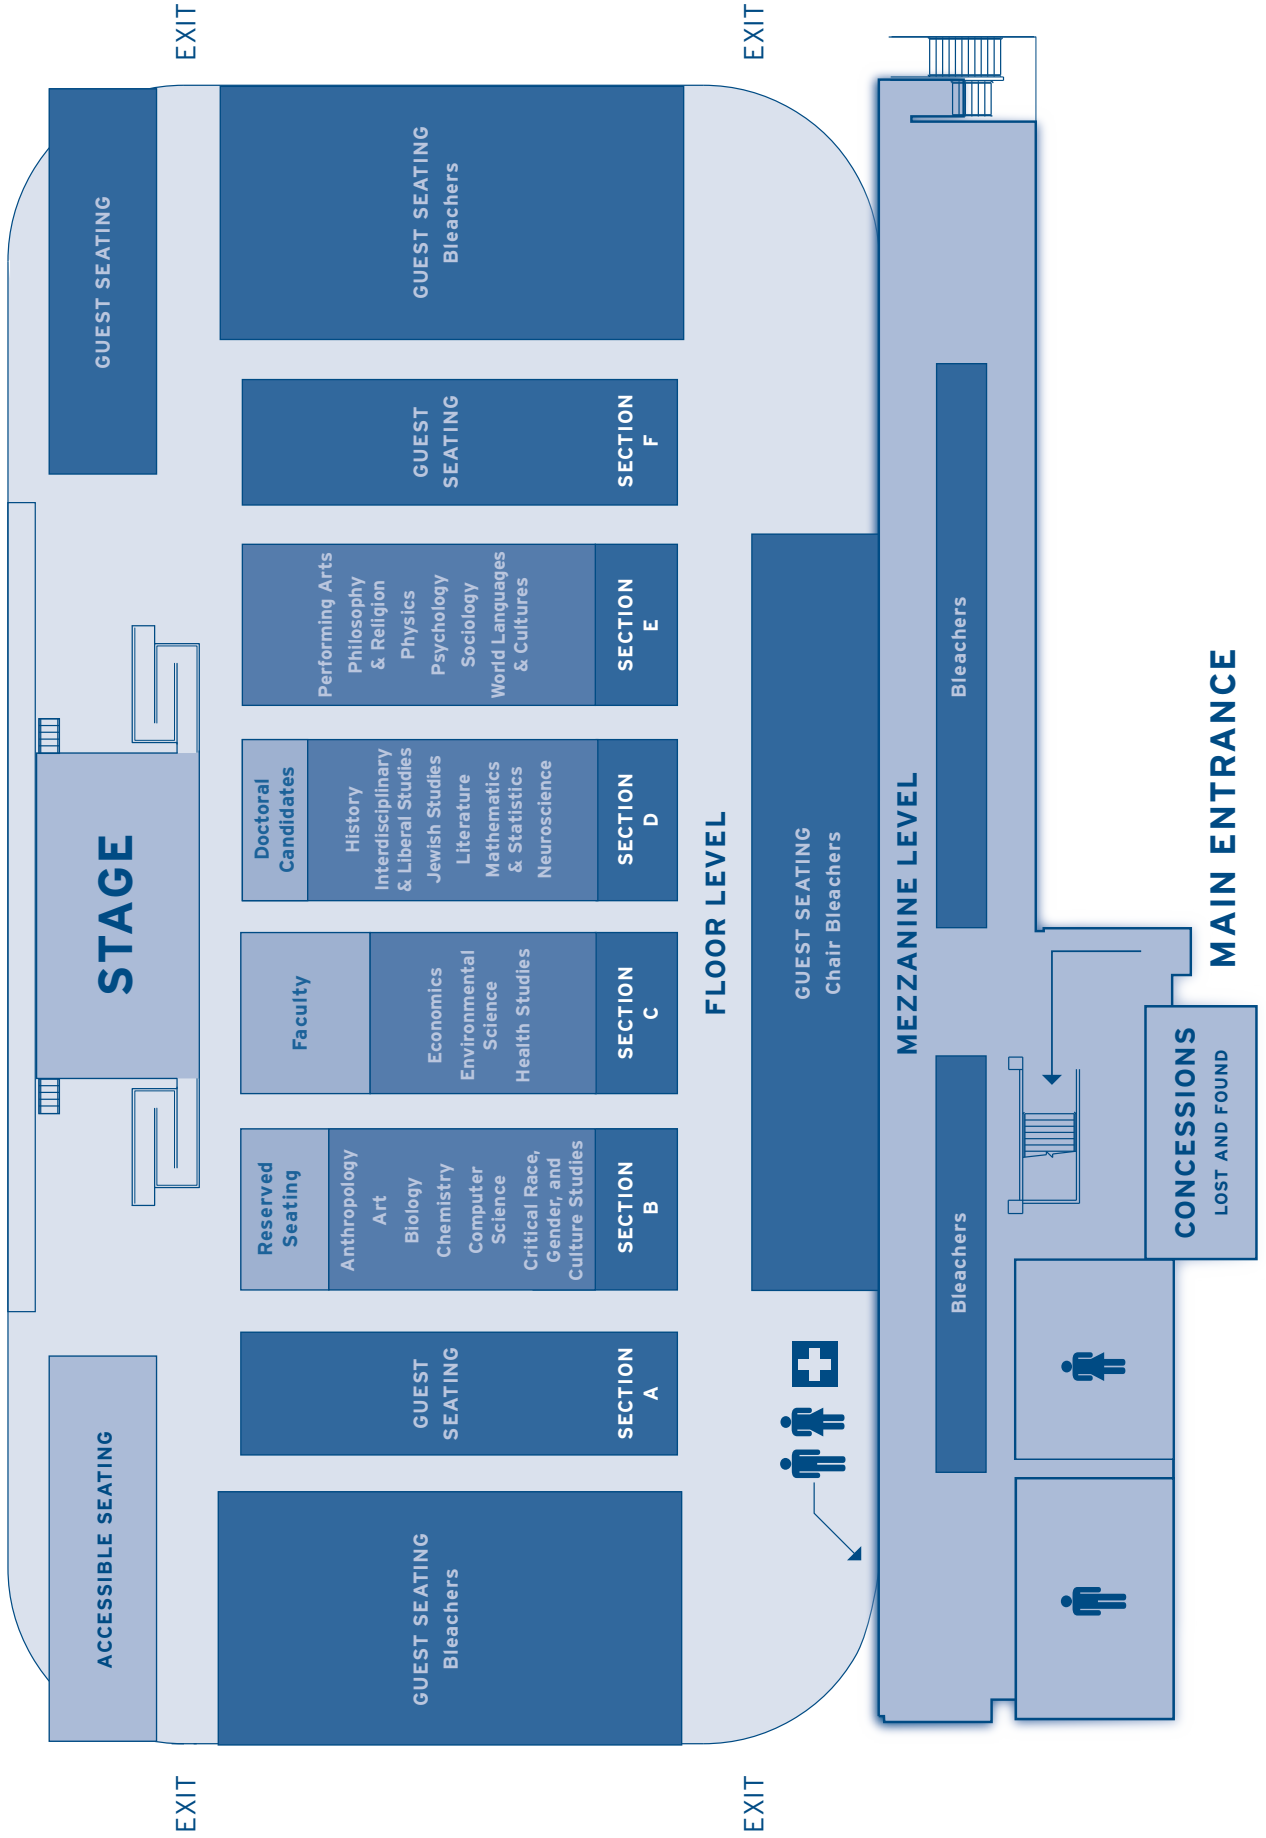 EXIT
EXIT
ACCESSIBLE SEATING
STAGE
GUEST SEATING
GUEST SEATING
Bleachers
GUEST
SEATING
SECTION
A
Reserved
Seating
Anthropology
Art
Biology
Chemistry
Computer
Science
Critical Race,
Gender, and
Culture Studies
SECTION
B
Faculty
Economics
Environmental
Science
Health Studies
SECTION
C
Doctoral
Candidates
History
Interdisciplinary
& Liberal Studies
Jewish Studies
Literature
Mathematics
& Statistics
Neuroscience
SECTION
D
Performing Arts
Philosophy
& Religion
Physics
Psychology
Sociology
World Languages
& Cultures
SECTION
E
GUEST
SEATING
SECTION
F
GUEST SEATING
Bleachers
FLOOR LEVEL
EXIT
EXIT
GUEST SEATING
Chair Bleachers
MEZZANINE LEVEL
Bleachers
Bleachers
CONCESSIONS
LOST AND FOUND
MAIN ENTRANCE